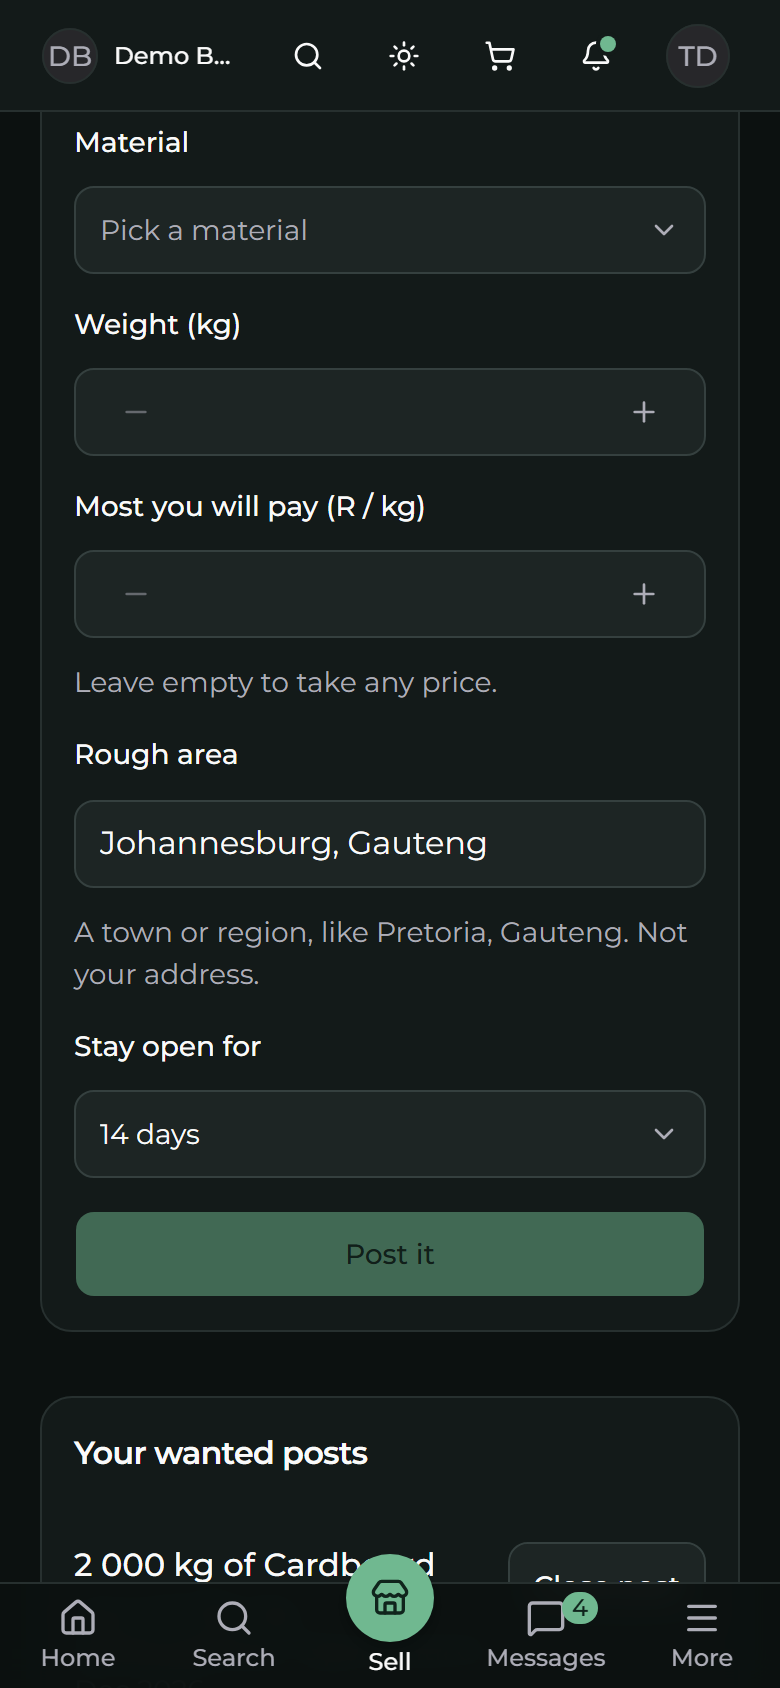 DB Demo B... TD
Material
Pick a material
Weight (kg)
Most you will pay (R / kg)
Leave empty to take any price.
Rough area
Johannesburg, Gauteng
A town or region, like Pretoria, Gauteng. Not
your address.
Stay open for
14 days
Post it
Your wanted posts
2 000 kg of
4
Home Search Sell Messages More